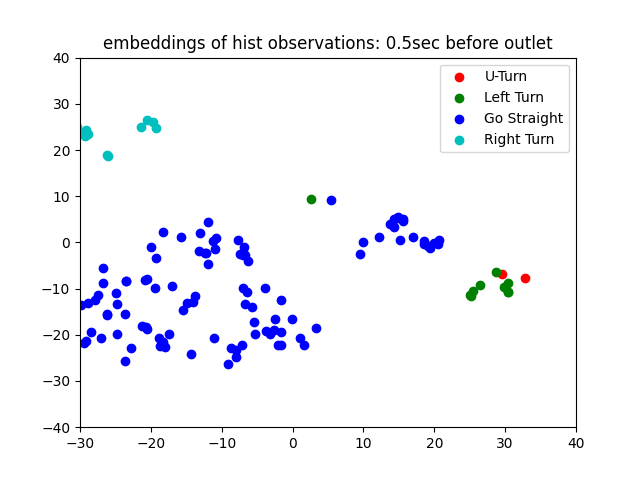 embeddings of hist observations: 0.5sec before outlet
U-Turn
Left Turn
Go Straight
Right Turn
40
30
20
10
0
−10
−20
−30
−40
−30 −20 −10 0 10 20 30 40